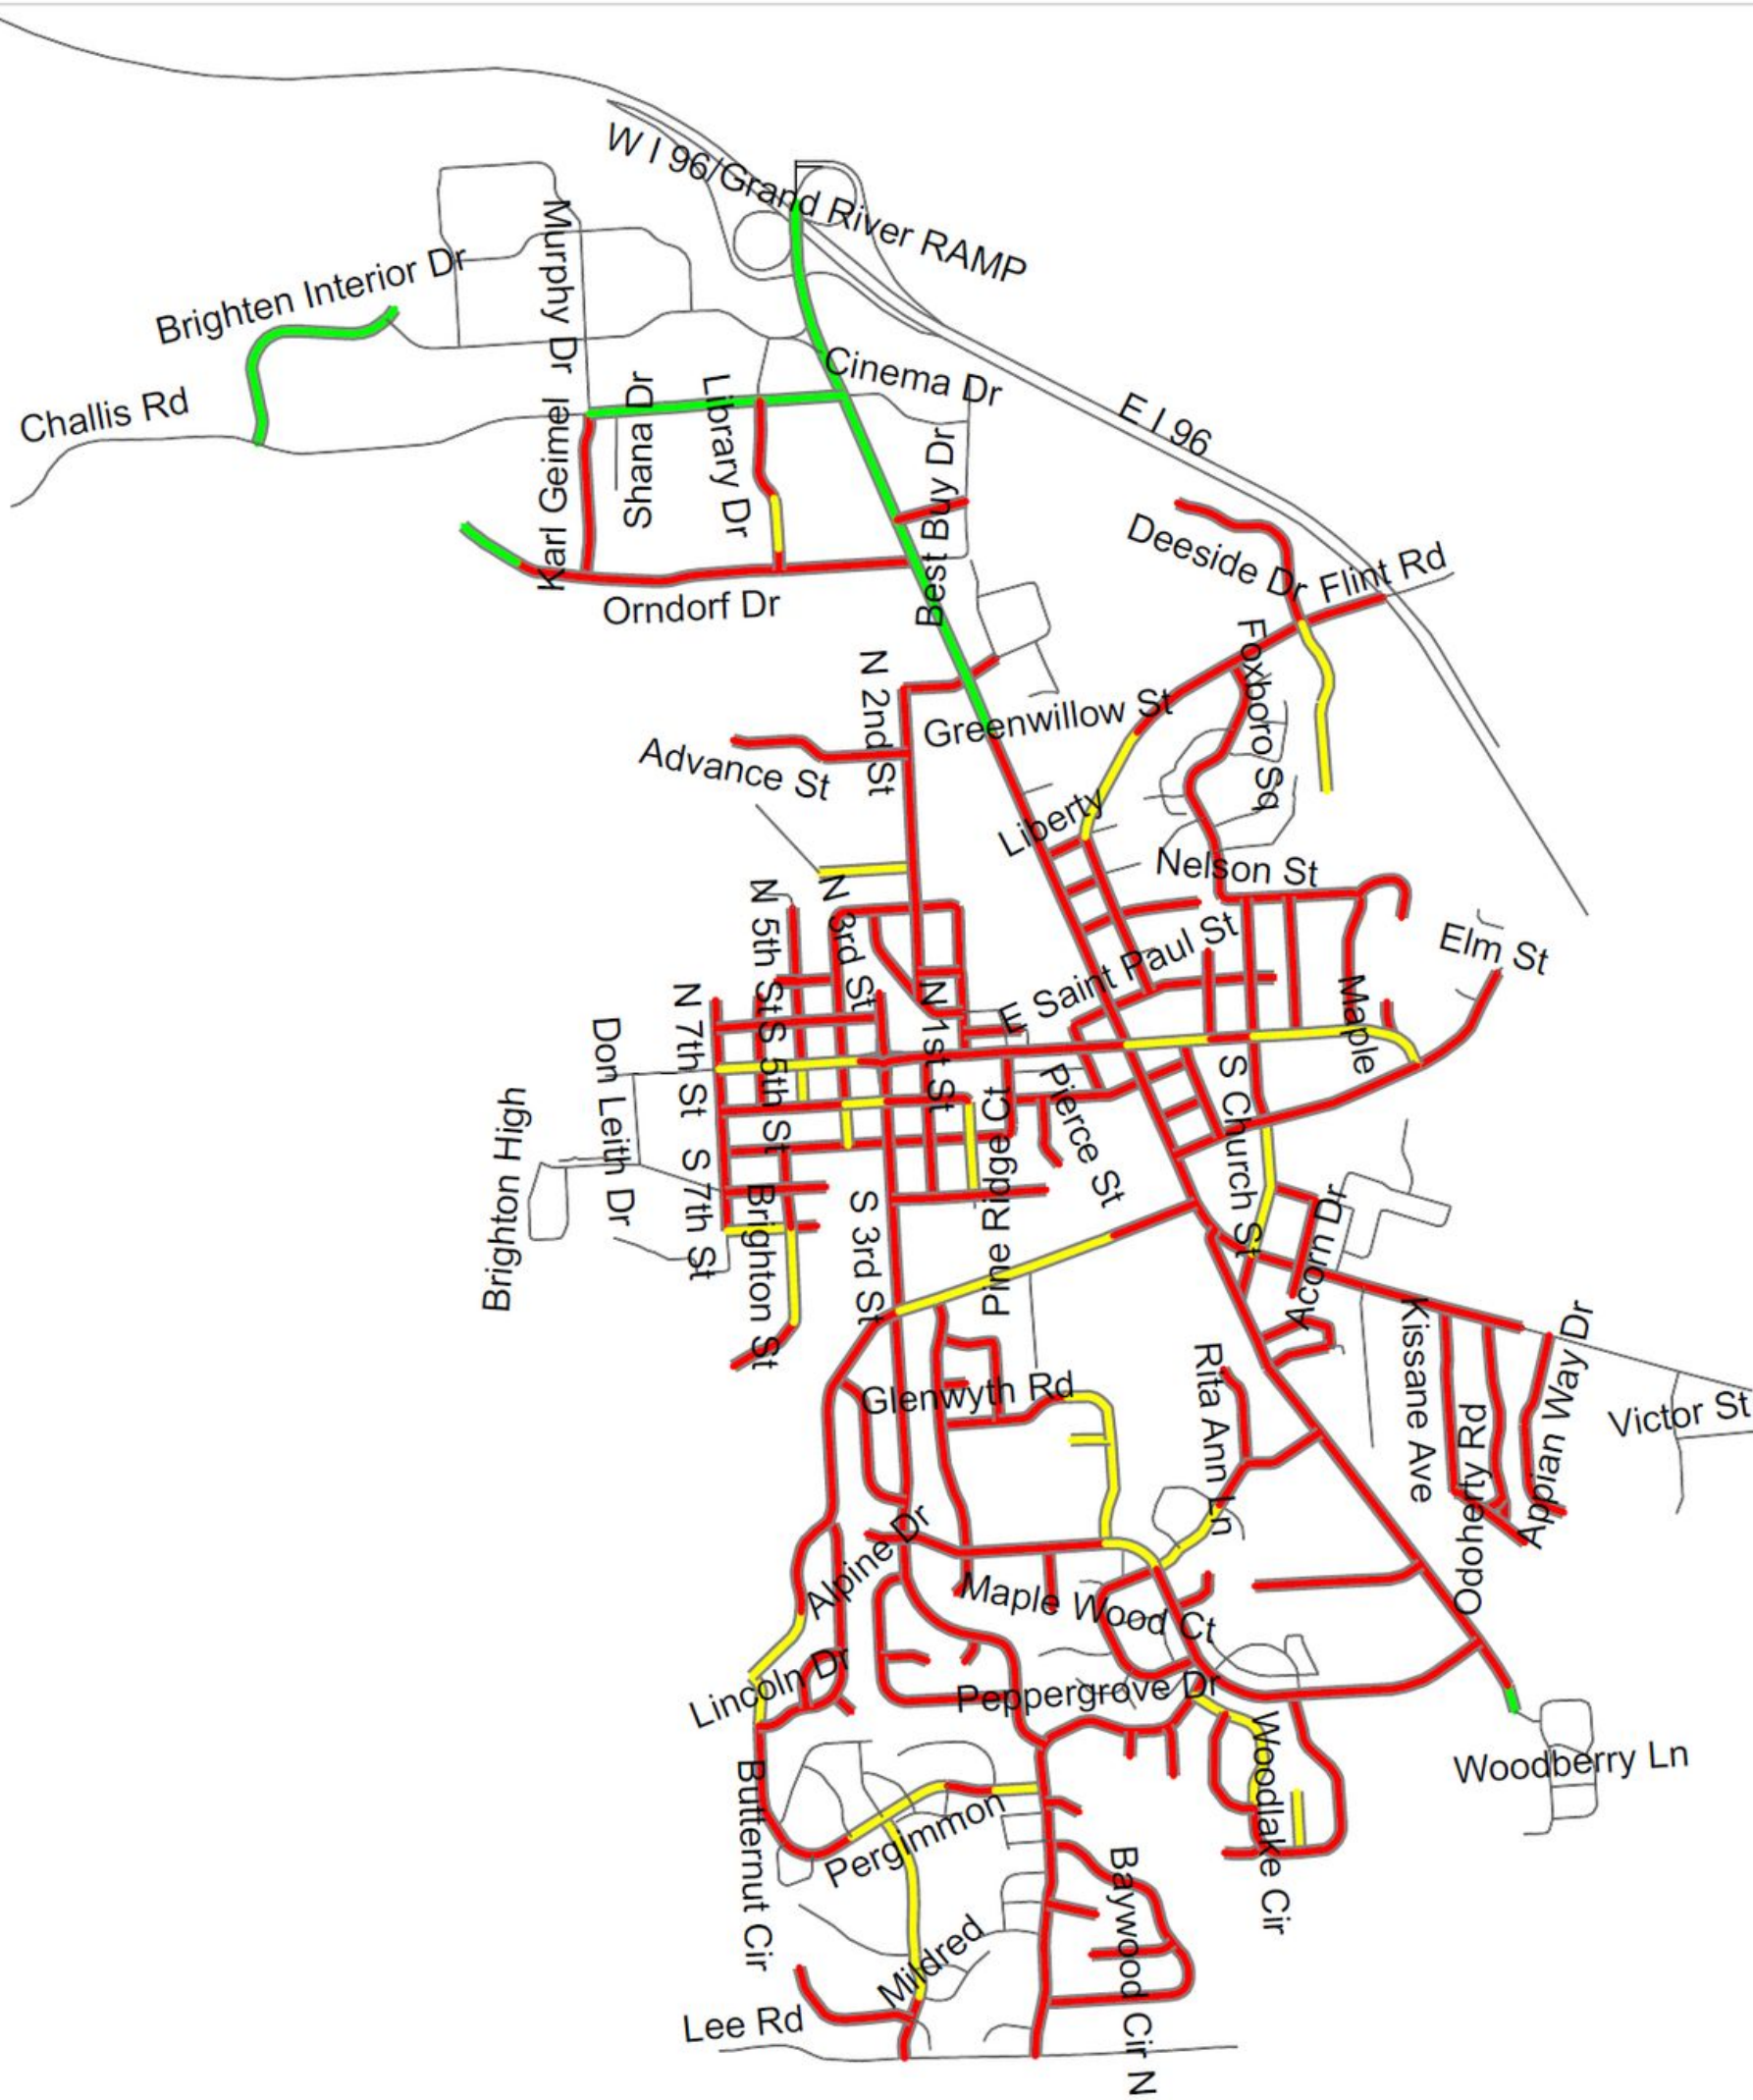 W I 96/Grand River RAMP
Murphy Dr
Brighten Interior Dr
Cinema Dr
Challis Rd
E I 96
Karl Geimel
Shana Dr
Library Dr
Best Buy Dr
Deeside Dr
Flint Rd
Orndorf Dr
Foxboro Sq
N 2nd St
Greenwillow St
Advance St
Liberty
Nelson St
N 5th St
N 3rd St
Elm St
E Saint Paul St
Maple
N 7th St
S 5th St
N 1st St
Don Leith Dr
Pierce St
S Church St
Brighton High
Pine Ridge Ct
S 7th St
Brighton St
S 3rd St
Acorn Dr
Kissane Ave
Odoherty Rd
Appian Way Dr
Victor St
Rita Ann Ln
Glenwyth Rd
Alpine Dr
Maple Wood Ct
Lincoln Dr
Peppergrove Dr
Woodlake Cir
Woodberry Ln
Butternut Cir
Pergimmon
Baywood Cir N
Mildred
Lee Rd